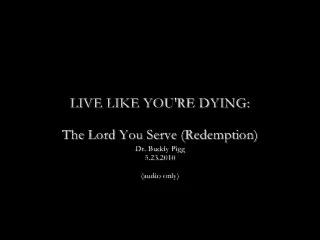 LIVE LIKE YOU'RE DYING:
The Lord You Serve (Redemption)
Dr. Buddy Pigg
5.23.2010
(audio only)